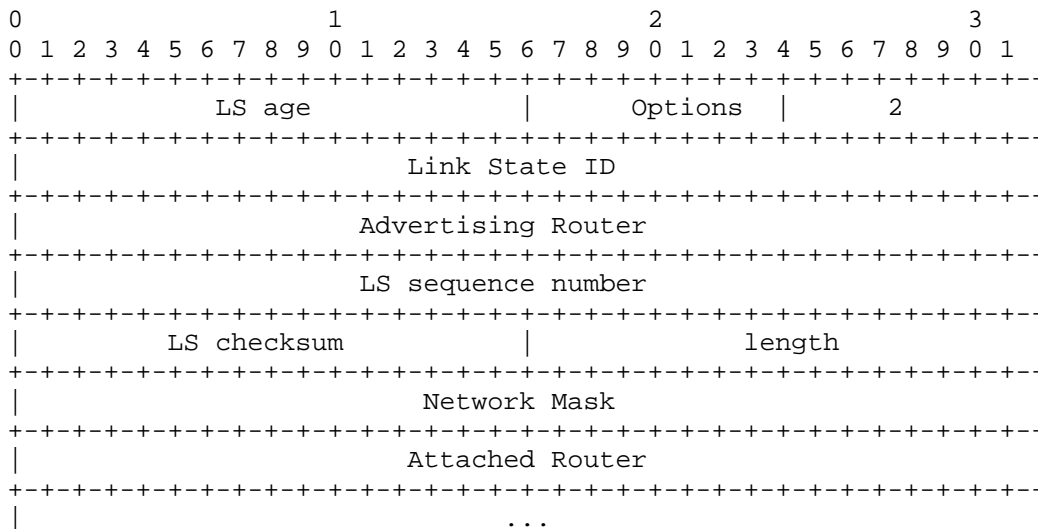 0                   1                   2                   3
0 1 2 3 4 5 6 7 8 9 0 1 2 3 4 5 6 7 8 9 0 1 2 3 4 5 6 7 8 9 0 1
+-+-+-+-+-+-+-+-+-+-+-+-+-+-+-+-+-+-+-+-+-+-+-+-+-+-+-+-+-+-+-+--
|            LS age             |      Options  |      2
+-+-+-+-+-+-+-+-+-+-+-+-+-+-+-+-+-+-+-+-+-+-+-+-+-+-+-+-+-+-+-+--
|                        Link State ID
+-+-+-+-+-+-+-+-+-+-+-+-+-+-+-+-+-+-+-+-+-+-+-+-+-+-+-+-+-+-+-+--
|                     Advertising Router
+-+-+-+-+-+-+-+-+-+-+-+-+-+-+-+-+-+-+-+-+-+-+-+-+-+-+-+-+-+-+-+--
|                     LS sequence number
+-+-+-+-+-+-+-+-+-+-+-+-+-+-+-+-+-+-+-+-+-+-+-+-+-+-+-+-+-+-+-+--
|         LS checksum           |             length
+-+-+-+-+-+-+-+-+-+-+-+-+-+-+-+-+-+-+-+-+-+-+-+-+-+-+-+-+-+-+-+--
|                         Network Mask
+-+-+-+-+-+-+-+-+-+-+-+-+-+-+-+-+-+-+-+-+-+-+-+-+-+-+-+-+-+-+-+--
|                        Attached Router
+-+-+-+-+-+-+-+-+-+-+-+-+-+-+-+-+-+-+-+-+-+-+-+-+-+-+-+-+-+-+-+--
|                              ...